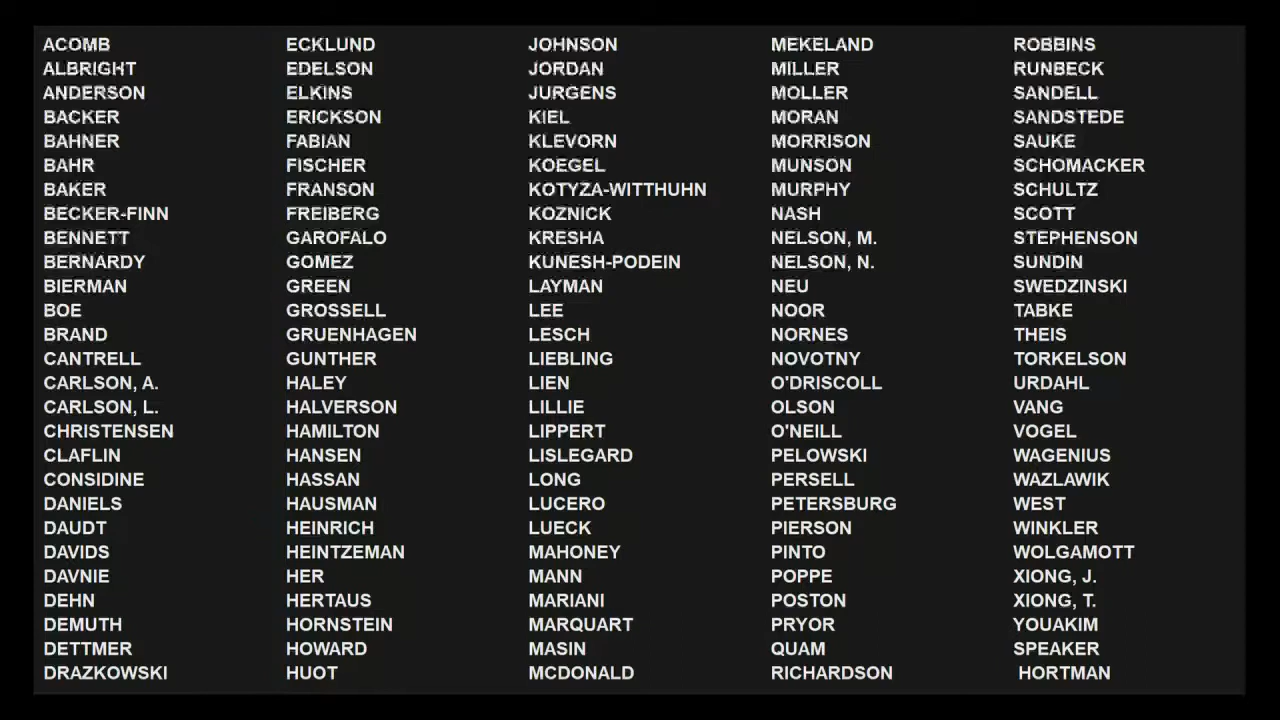 ACOMB
ALBRIGHT
ANDERSON
BACKER
BAHNER
BAHR
BAKER
BECKER-FINN
BENNETT
BERNARDY
BIERMAN
BOE
BRAND
CANTRELL
CARLSON, A.
CARLSON, L.
CHRISTENSEN
CLAFLIN
CONSIDINE
DANIELS
DAUDT
DAVIDS
DAVNIE
DEHN
DEMUTH
DETTMER
DRAZKOWSKI
ECKLUND
EDELSON
ELKINS
ERICKSON
FABIAN
FISCHER
FRANSON
FREIBERG
GAROFALO
GOMEZ
GREEN
GROSSELL
GRUENHAGEN
GUNTHER
HALEY
HALVERSON
HAMILTON
HANSEN
HASSAN
HAUSMAN
HEINRICH
HEINTZEMAN
HER
HERTAUS
HORNSTEIN
HOWARD
HUOT
JOHNSON
JORDAN
JURGENS
KIEL
KLEVORN
KOEGEL
KOTYZA-WITTHUHN
KOZNICK
KRESHA
KUNESH-PODEIN
LAYMAN
LEE
LESCH
LIEBLING
LIEN
LILLIE
LIPPERT
LISLEGARD
LONG
LUCERO
LUECK
MAHONEY
MANN
MARIANI
MARQUART
MASIN
MCDONALD
MEKELAND
MILLER
MOLLER
MORAN
MORRISON
MUNSON
MURPHY
NASH
NELSON, M.
NELSON, N.
NEU
NOOR
NORNES
NOVOTNY
O'DRISCOLL
OLSON
O'NEILL
PELOWSKI
PERSELL
PETERSBURG
PIERSON
PINTO
POPPE
POSTON
PRYOR
QUAM
RICHARDSON
ROBBINS
RUNBECK
SANDELL
SANDSTEDE
SAUKE
SCHOMACKER
SCHULTZ
SCOTT
STEPHENSON
SUNDIN
SWEDZINSKI
TABKE
THEIS
TORKELSON
URDAHL
VANG
VOGEL
WAGENIUS
WAZLAWIK
WEST
WINKLER
WOLGAMOTT
XIONG, J.
XIONG, T.
YOUAKIM
SPEAKER
HORTMAN